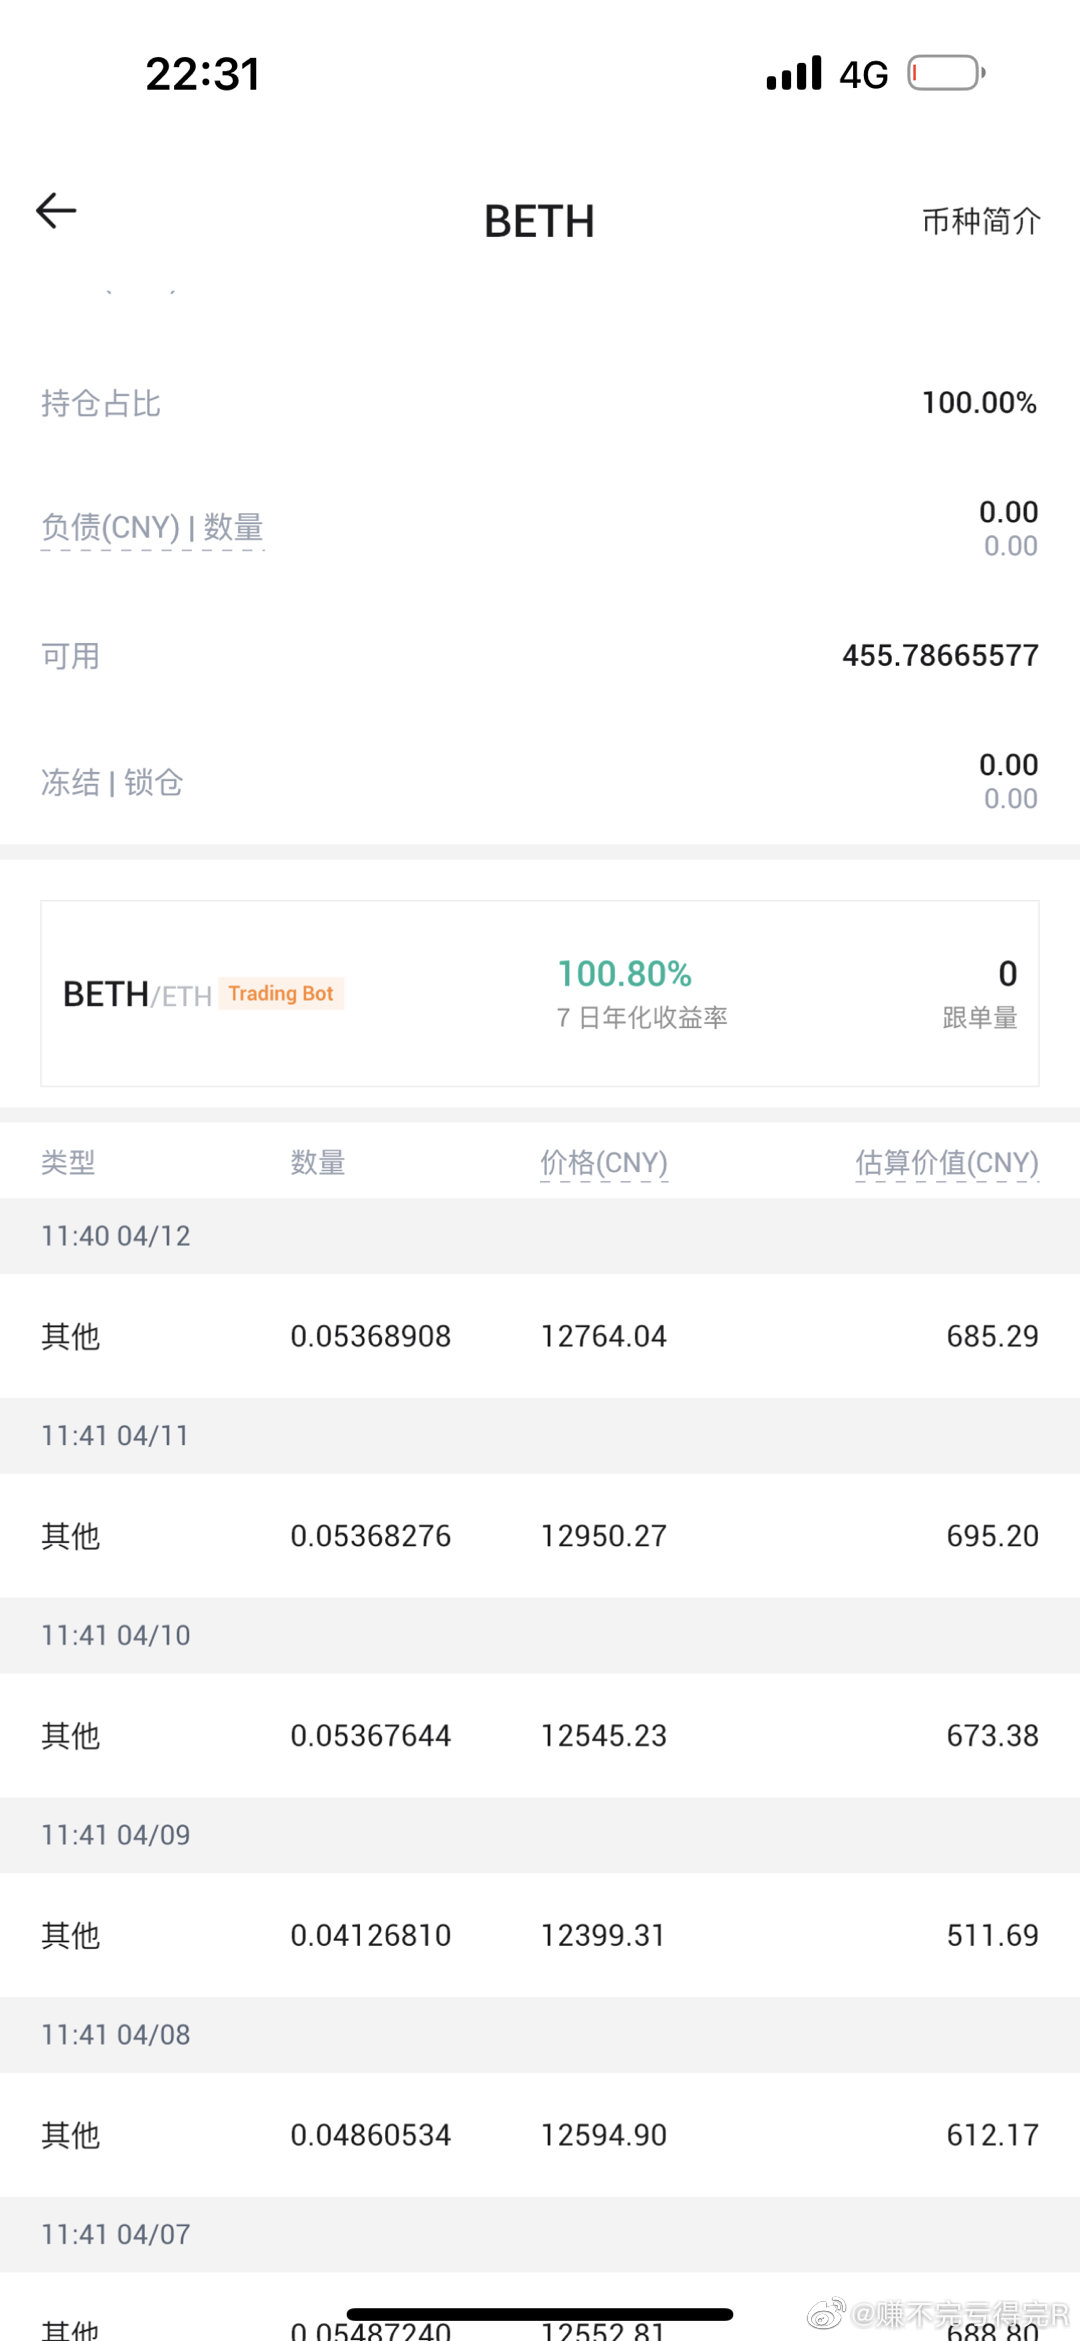 22:31 4G
BETH 币种简介
持仓占比 100.00%
负债(CNY) | 数量 0.00
0.00
可用 455.78665577
冻结 | 锁仓 0.00
0.00
BETH/ETH Trading Bot 100.80% 0
7 日年化收益率 跟单量
类型 数量 价格(CNY) 估算价值(CNY)
11:40 04/12
其他 0.05368908 12764.04 685.29
11:41 04/11
其他 0.05368276 12950.27 695.20
11:41 04/10
其他 0.05367644 12545.23 673.38
11:41 04/09
其他 0.04126810 12399.31 511.69
11:41 04/08
其他 0.04860534 12594.90 612.17
11:41 04/07
其他 0.05487240 12552.81 688.80
@赚不完亏得完R